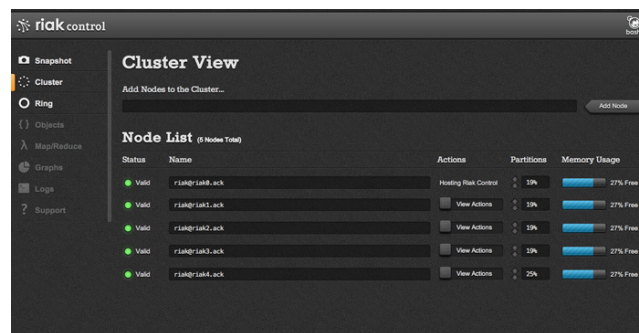 riak control
bash
Snapshot
Cluster
Ring
Objects
Map/Reduce
Graphs
Logs
Support
Cluster View
Add Nodes to the Cluster...
Add Node
Node List (5 Nodes Total)
Status Name Actions Partitions Memory Usage
Valid riak@riak0.ack Hosting Riak Control 19% 27% Free
Valid riak@riak1.ack View Actions 19% 27% Free
Valid riak@riak2.ack View Actions 19% 27% Free
Valid riak@riak3.ack View Actions 19% 27% Free
Valid riak@riak4.ack View Actions 25% 27% Free